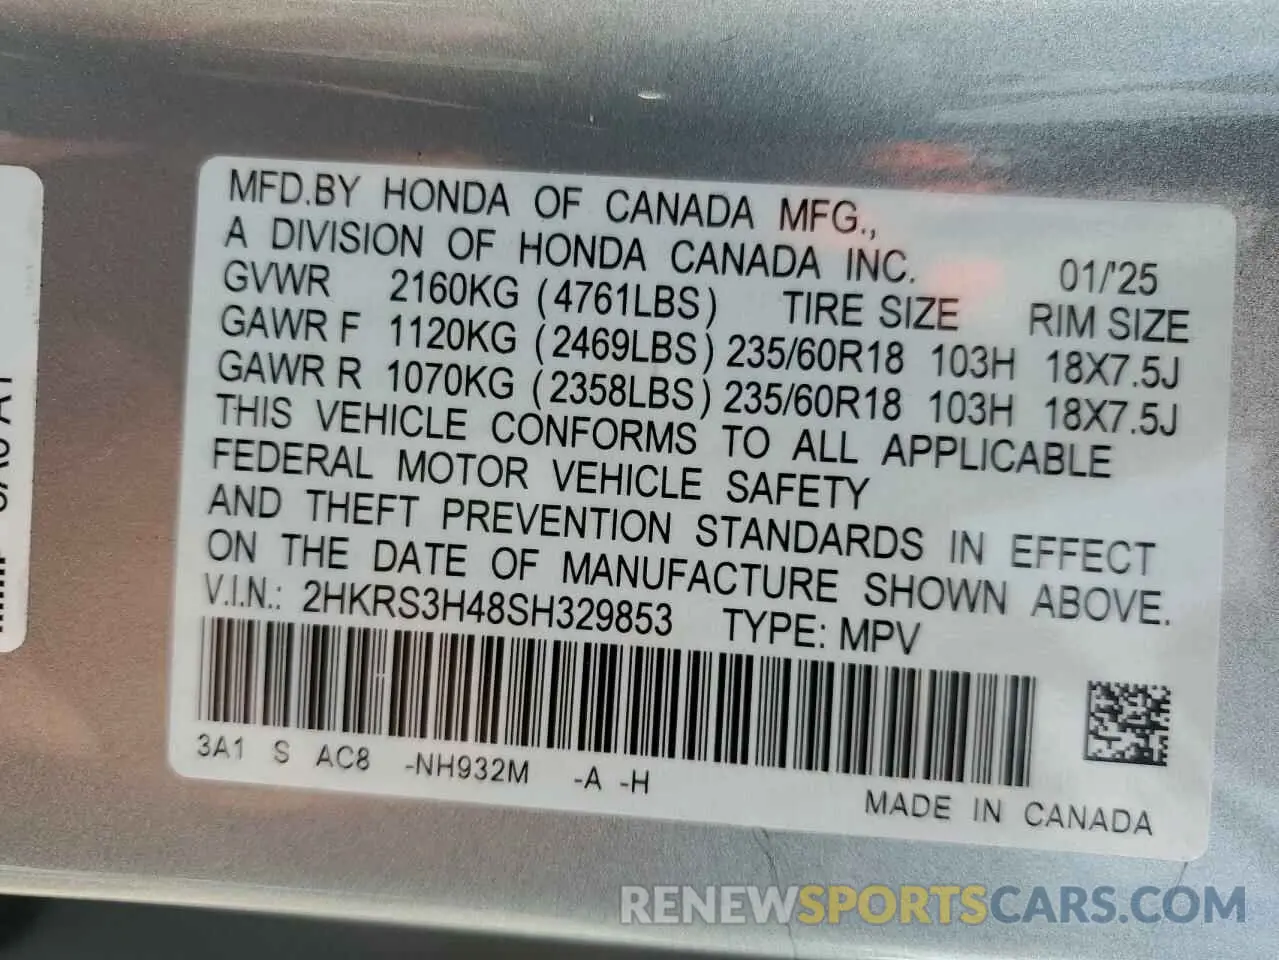 MFD.BY HONDA OF CANADA MFG.,
A DIVISION OF HONDA CANADA INC. 01/'25
GVWR 2160KG (4761LBS) TIRE SIZE RIM SIZE
GAWR F 1120KG (2469LBS) 235/60R18 103H 18X7.5J
GAWR R 1070KG (2358LBS) 235/60R18 103H 18X7.5J
THIS VEHICLE CONFORMS TO ALL APPLICABLE
FEDERAL MOTOR VEHICLE SAFETY
AND THEFT PREVENTION STANDARDS IN EFFECT
ON THE DATE OF MANUFACTURE SHOWN ABOVE.
V.I.N.: 2HKRS3H48SH329853 TYPE: MPV
3A1 S AC8 -NH932M -A -H
MADE IN CANADA
RENEWSPORTSCARS.COM